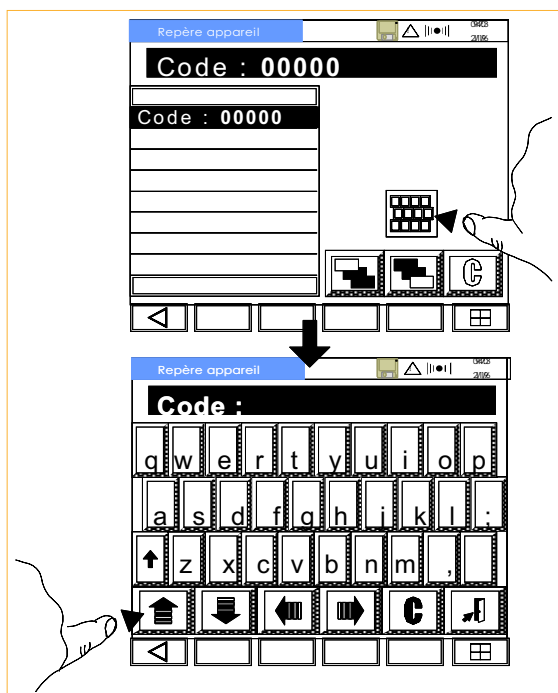 Repère appareil
Code : 00000
Code : 00000
C
Repère appareil
Code :
q w e r t y u i o p
a s d f g h j k l ;
z x c v b n m ,
C